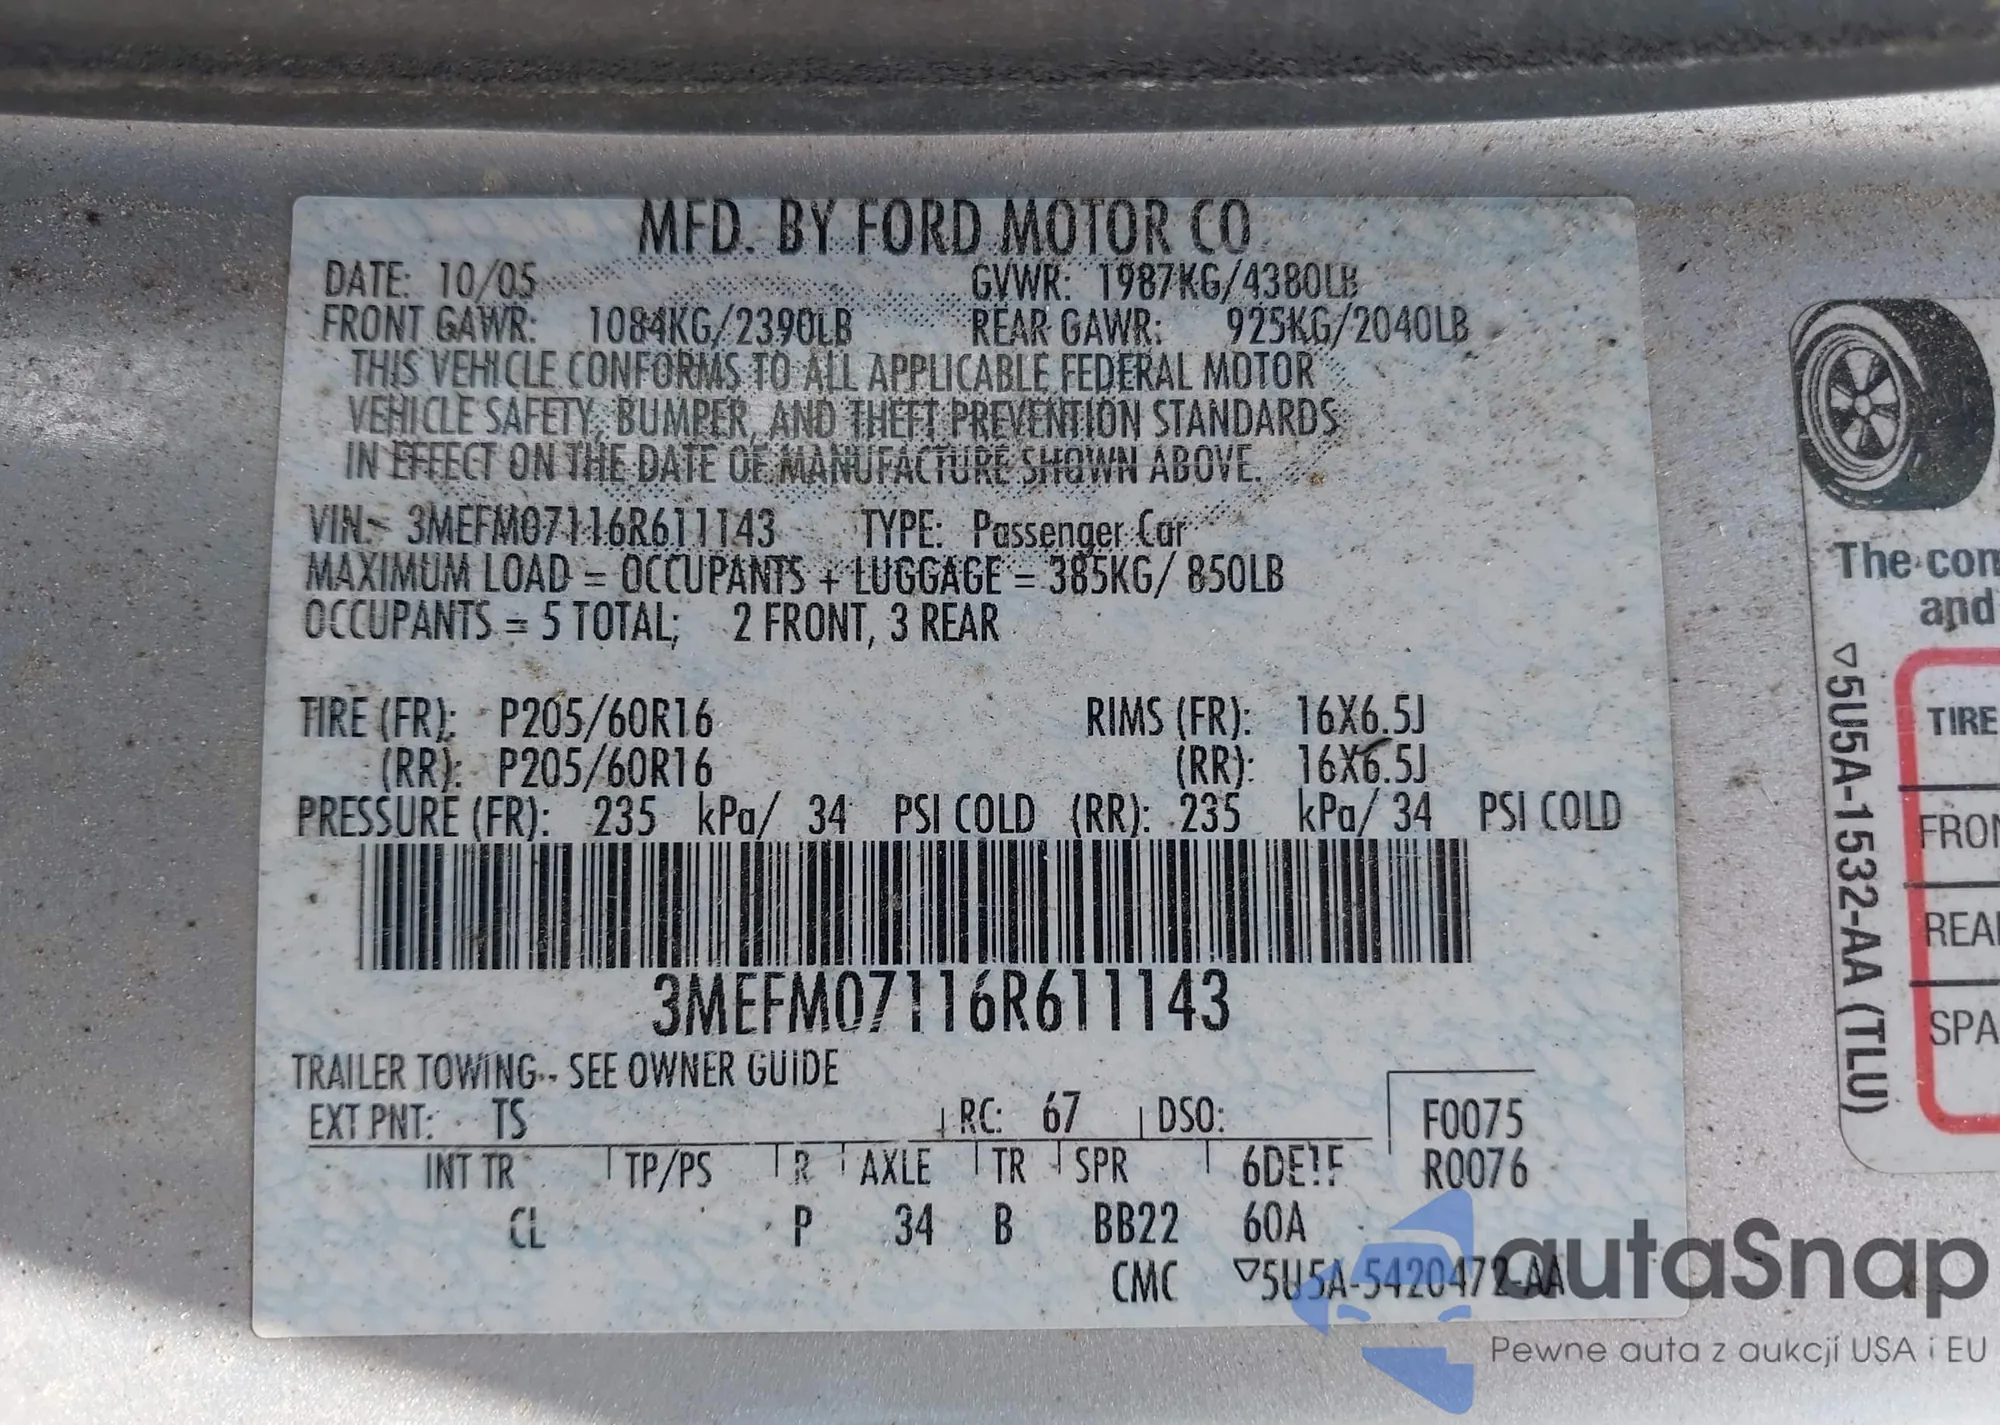 MFD. BY FORD MOTOR CO
DATE: 10/05 GVWR: 1987KG/4380LB
FRONT GAWR: 1084KG/2390LB REAR GAWR: 925KG/2040LB
THIS VEHICLE CONFORMS TO ALL APPLICABLE FEDERAL MOTOR
VEHICLE SAFETY, BUMPER, AND THEFT PREVENTION STANDARDS
IN EFFECT ON THE DATE OF MANUFACTURE SHOWN ABOVE.
VIN: 3MEFM07116R611143 TYPE: Passenger Car
MAXIMUM LOAD = OCCUPANTS + LUGGAGE = 385KG/ 850LB
OCCUPANTS = 5 TOTAL; 2 FRONT, 3 REAR
TIRE (FR): P205/60R16 RIMS (FR): 16X6.5J
(RR): P205/60R16 (RR): 16X6.5J
PRESSURE (FR): 235 kPa/ 34 PSI COLD (RR): 235 kPa/ 34 PSI COLD
3MEFM07116R611143
TRAILER TOWING-- SEE OWNER GUIDE
EXT PNT: TS RC: 67 DSO: F0075
INT TR TP/PS R AXLE TR SPR R0076
CL P 34 B BB22 60A
CMC ▽5U5A-5420472-AA
The com
and
▽5U5A-1532-AA (TLU)
TIRE
FRON
REA
SPA
autaSnap
Pewne auta z aukcji USA i EU